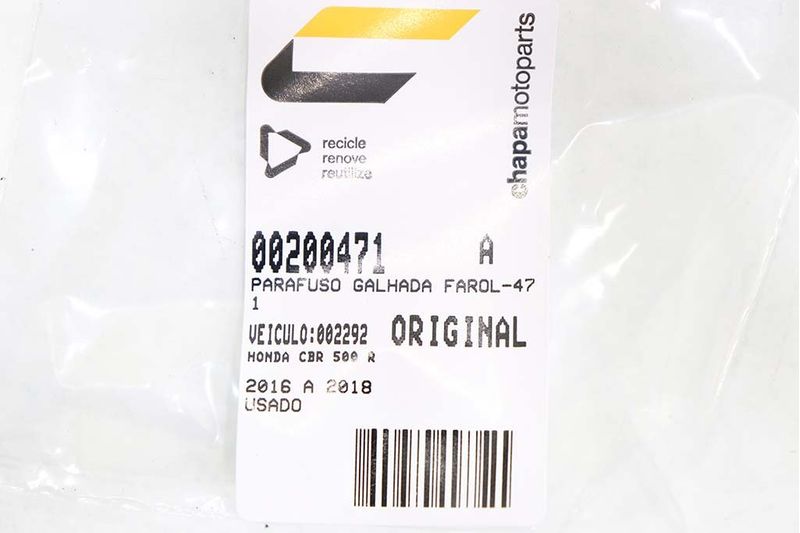 chapamotoparts
recicle
renove
reutilize
00200471 A
PARAFUSO GALHADA FAROL-47
1
VEICULO:002292 ORIGINAL
HONDA CBR 500 R
2016 A 2018
USADO